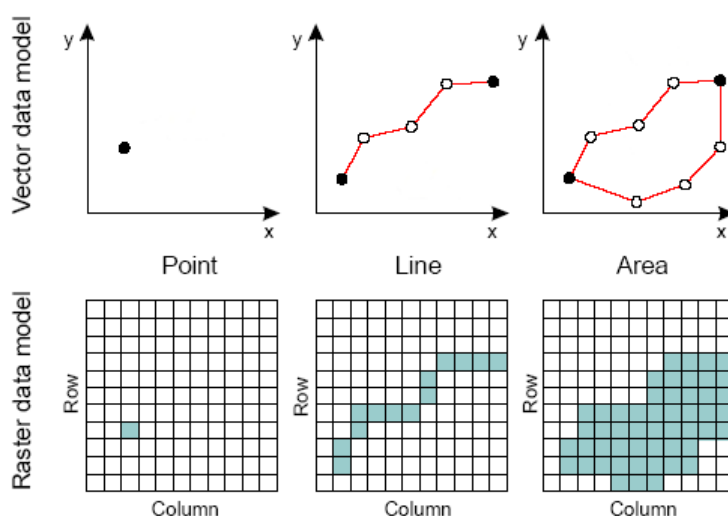 Vector data model
y
x
y
x
y
x
Point
Line
Area
Raster data model
Row
Column
Row
Column
Row
Column